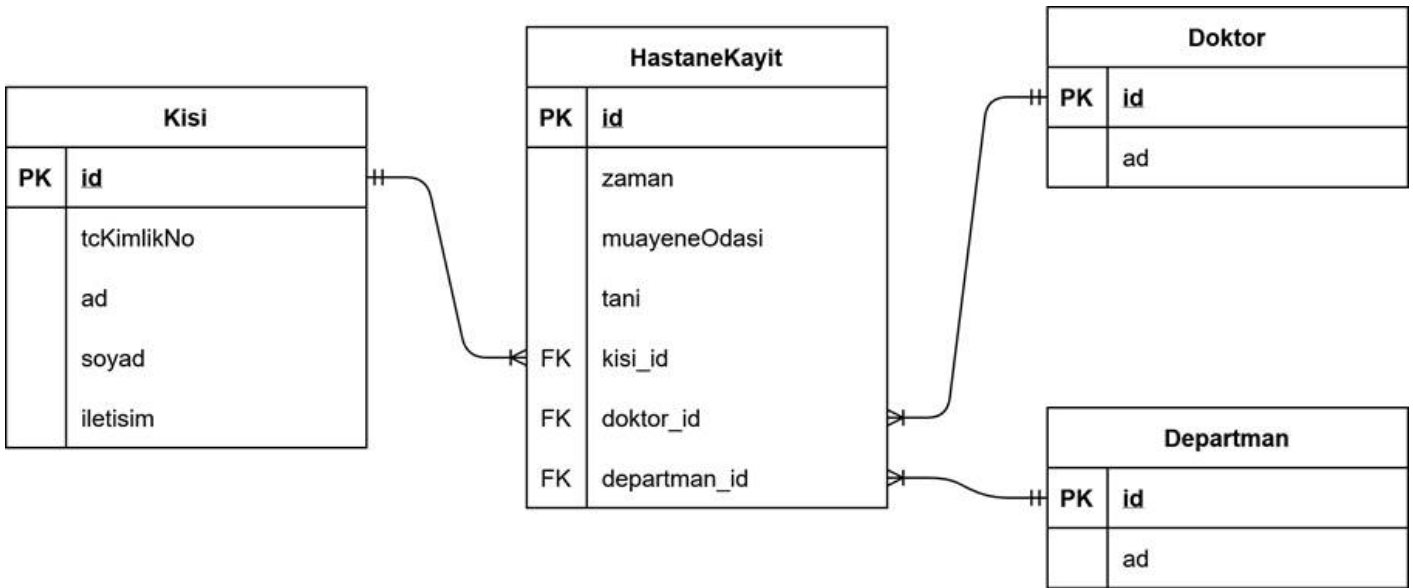 Kisi
PK id
tcKimlikNo
ad
soyad
iletisim
HastaneKayit
PK id
zaman
muayeneOdasi
tani
FK kisi_id
FK doktor_id
FK departman_id
Doktor
PK id
ad
Departman
PK id
ad